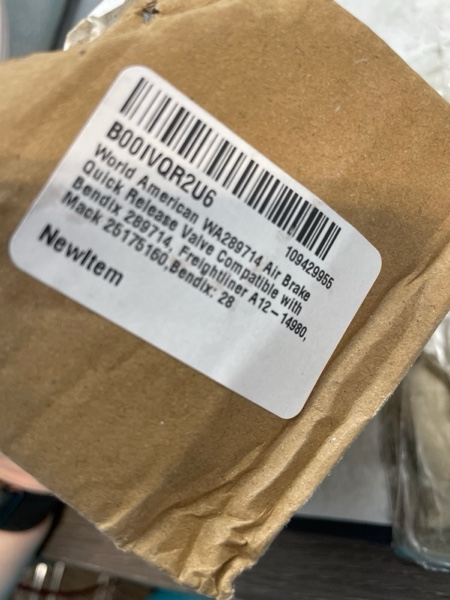 B00IVQR2U6
109429955
World American WA289714 Air Brake
Quick Release Valve Compatible with
Bendix 289714, Freightliner A12-14980,
Mack 25175160,Bendix: 28
NewItem